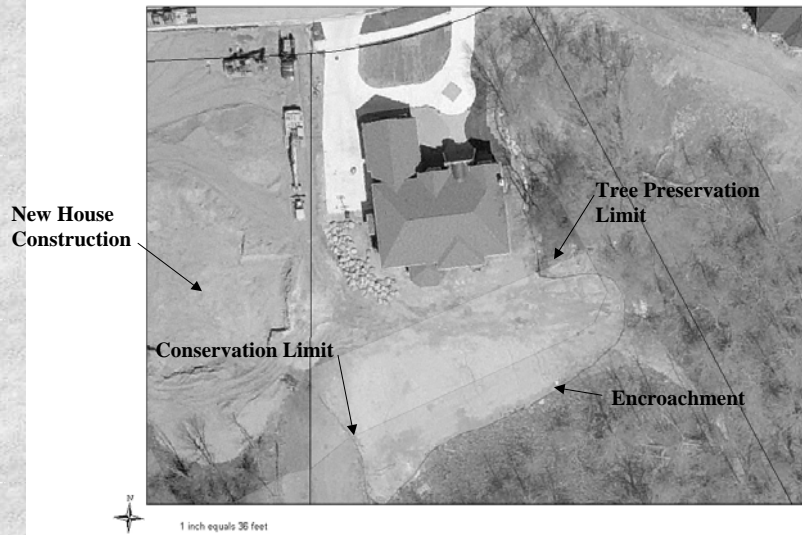 Tree Preservation
Limit
New House
Construction
Conservation Limit
Encroachment
N
1 inch equals 36 feet